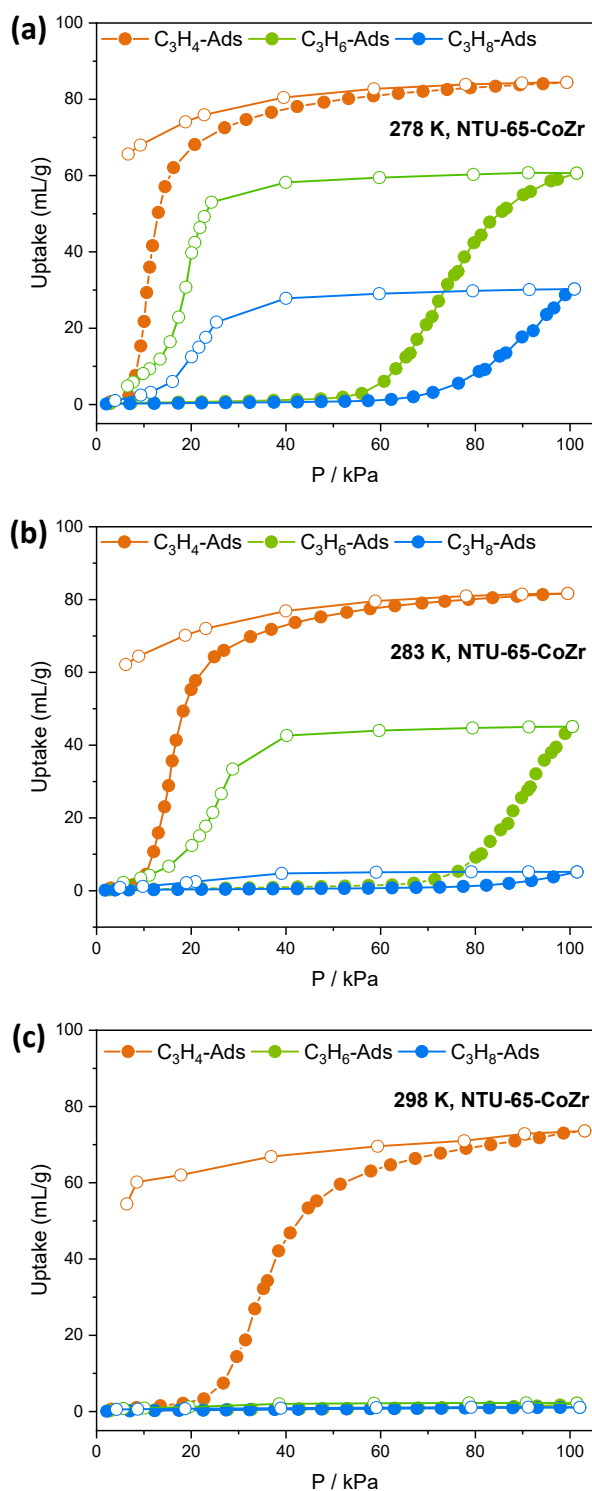 (a)
C₃H₄-Ads C₃H₆-Ads C₃H₈-Ads
278 K, NTU-65-CoZr
Uptake (mL/g)
100
80
60
40
20
0
0 20 40 60 80 100
P / kPa
(b)
C₃H₄-Ads C₃H₆-Ads C₃H₈-Ads
283 K, NTU-65-CoZr
Uptake (mL/g)
100
80
60
40
20
0
0 20 40 60 80 100
P / kPa
(c)
C₃H₄-Ads C₃H₆-Ads C₃H₈-Ads
298 K, NTU-65-CoZr
Uptake (mL/g)
100
80
60
40
20
0
0 20 40 60 80 100
P / kPa